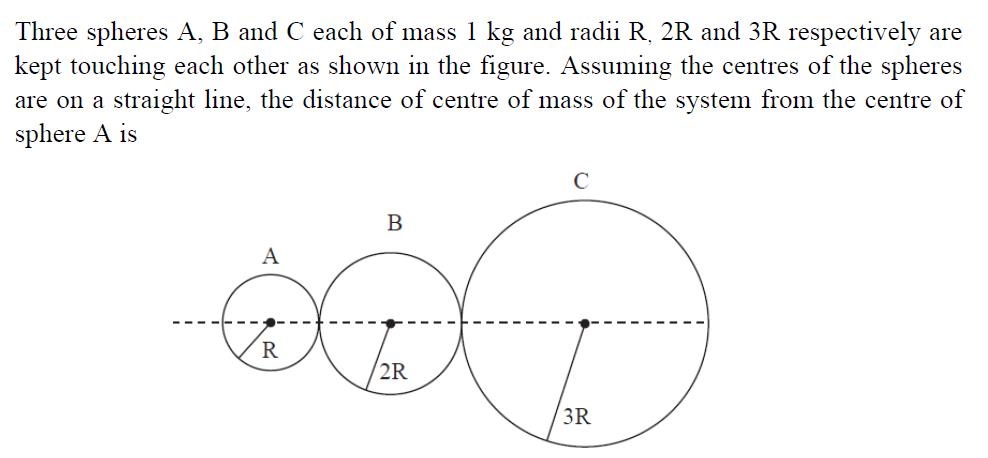 Three spheres A, B and C each of mass 1 kg and radii R, 2R and 3R respectively are
kept touching each other as shown in the figure. Assuming the centres of the spheres
are on a straight line, the distance of centre of mass of the system from the centre of
sphere A is
C
B
A
R
2R
3R